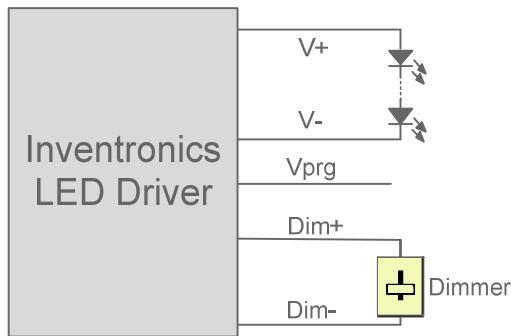 V+
V-
Inventronics
LED Driver
Vprg
Dim+
Dimmer
Dim-